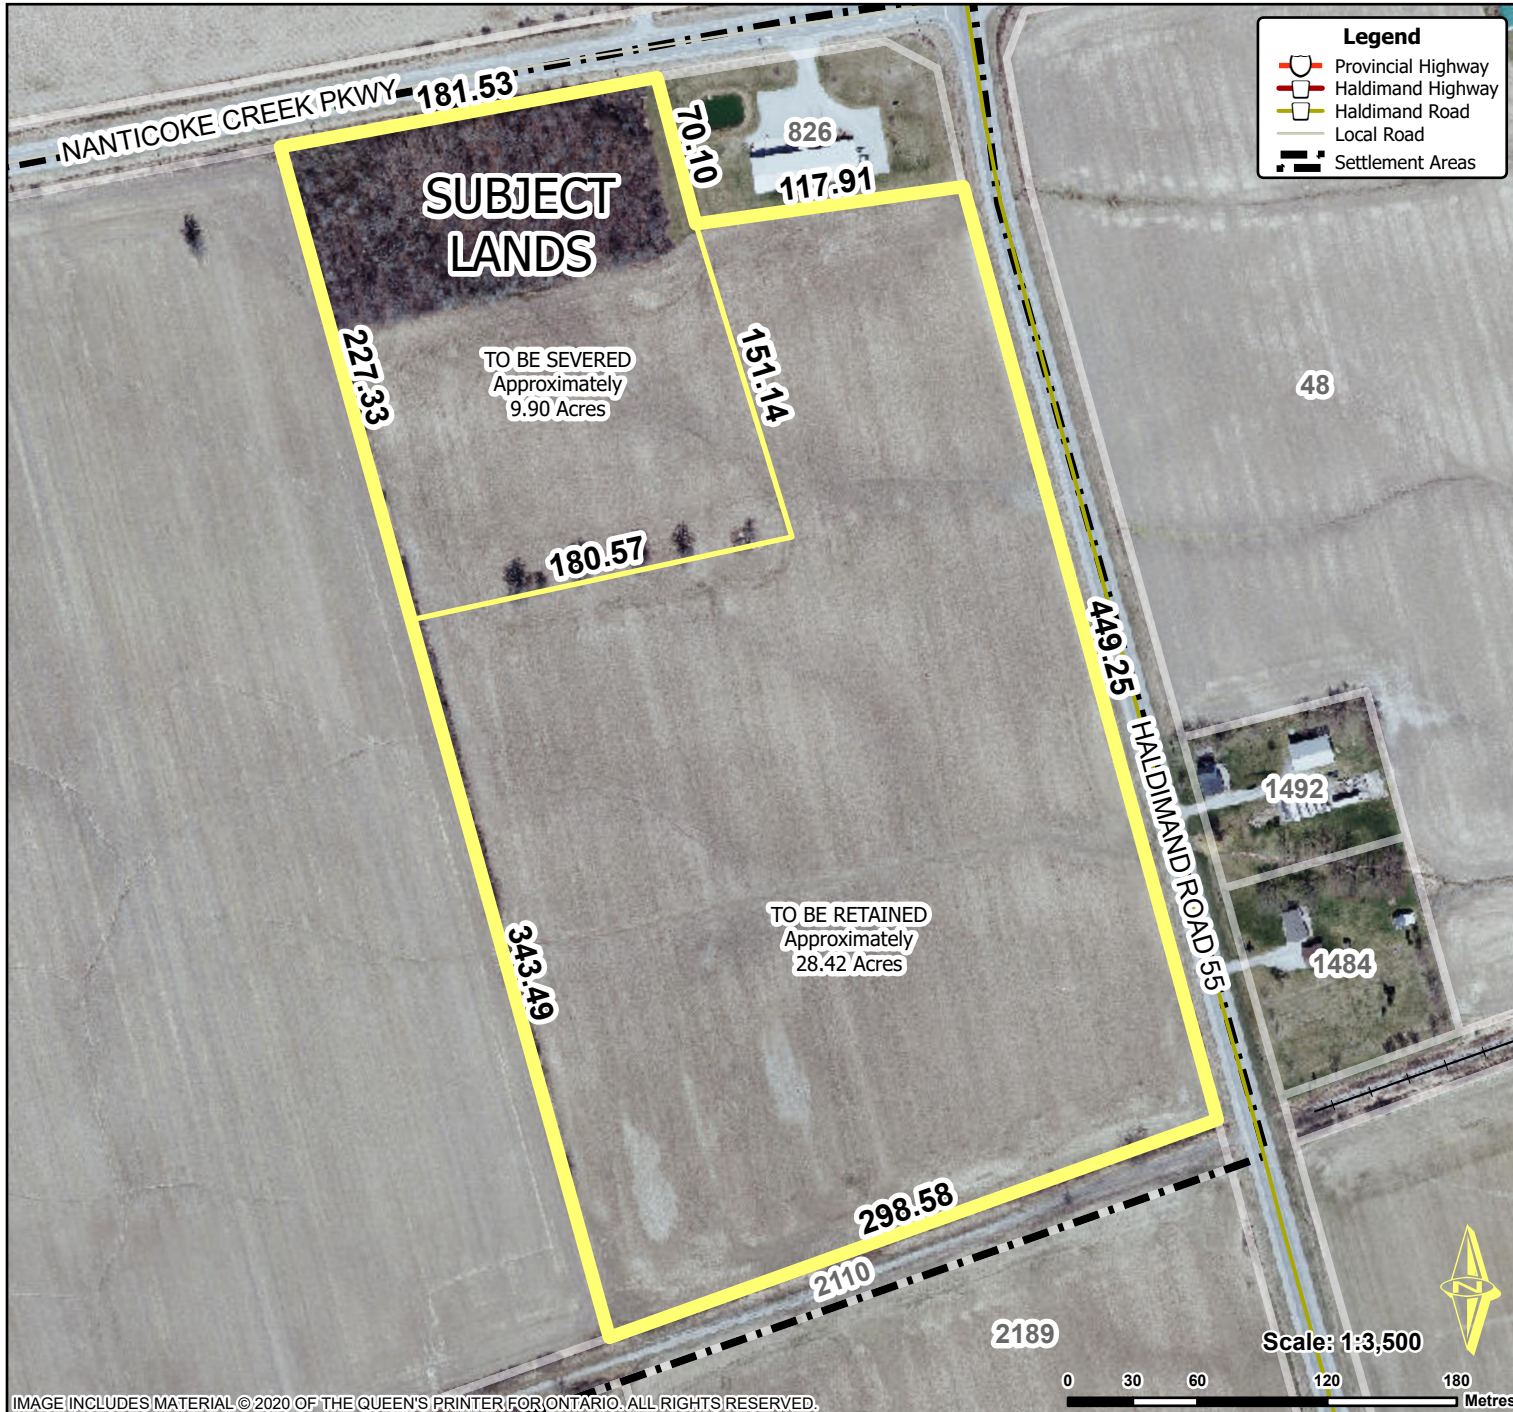 Legend
Provincial Highway
Haldimand Highway
Haldimand Road
Local Road
Settlement Areas
NANTICOKE CREEK PKWY
181.53
70.10
826
117.91
SUBJECT
LANDS
227.33
TO BE SEVERED
Approximately
9.90 Acres
151.14
48
180.57
449.25
HALDIMAND ROAD 55
1492
TO BE RETAINED
Approximately
28.42 Acres
1484
343.49
298.58
2110
2189
N
Scale: 1:3,500
0 30 60 120 180
Metres
IMAGE INCLUDES MATERIAL © 2020 OF THE QUEEN'S PRINTER FOR ONTARIO. ALL RIGHTS RESERVED.